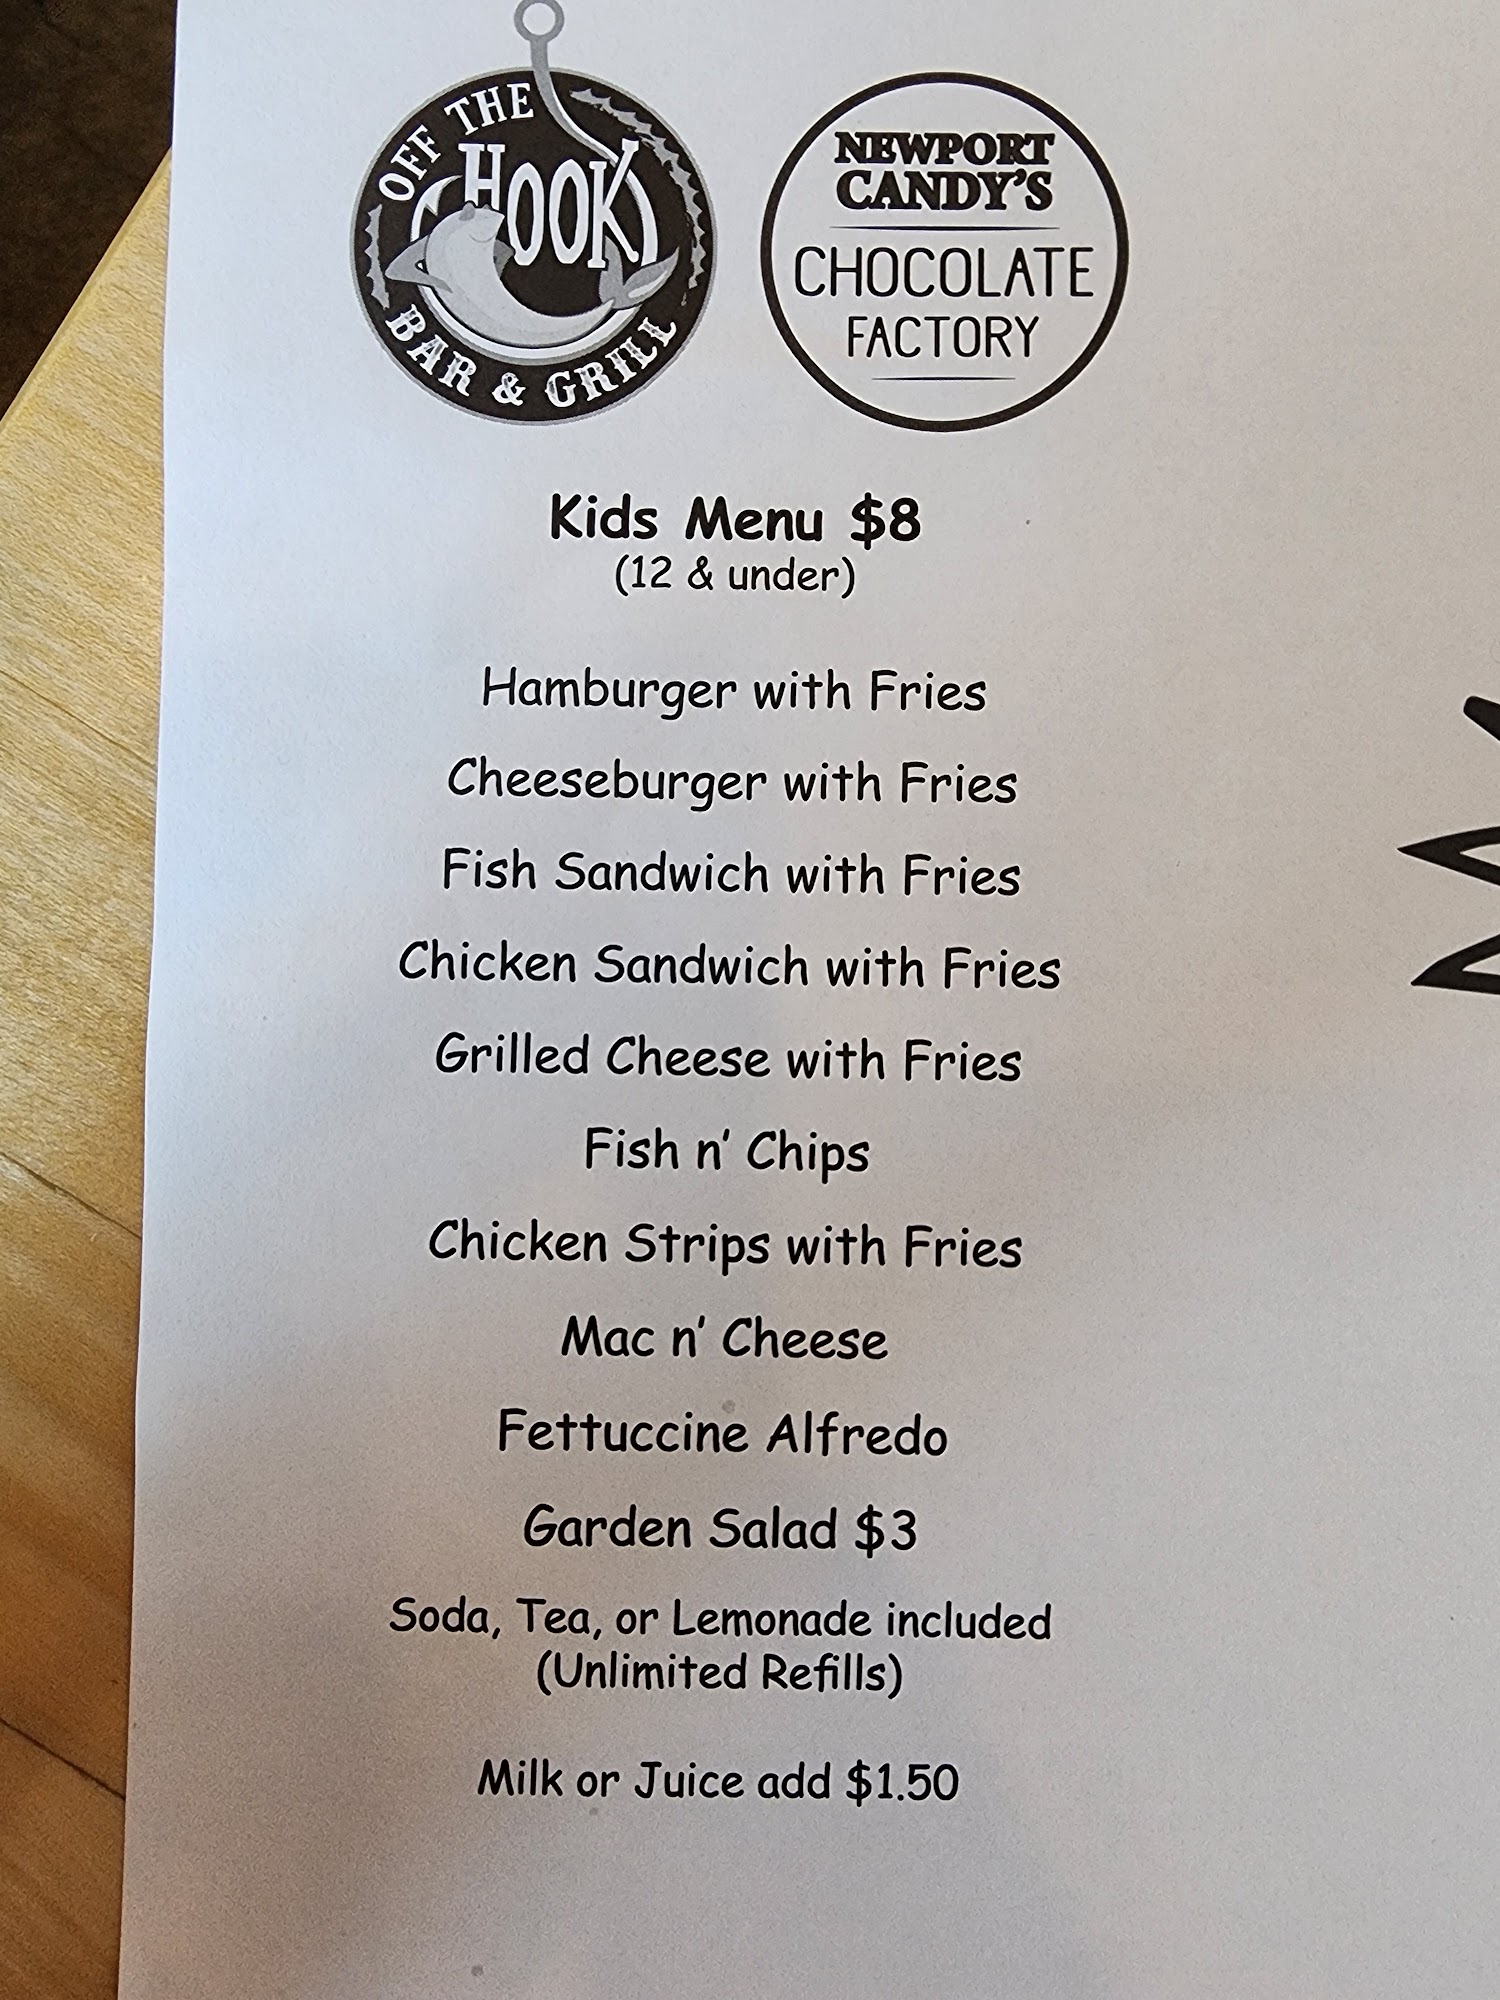 OFF THE
HOOK
BAR & GRILL
NEWPORT
CANDY'S
CHOCOLATE
FACTORY
Kids Menu $8
(12 & under)
Hamburger with Fries
Cheeseburger with Fries
Fish Sandwich with Fries
Chicken Sandwich with Fries
Grilled Cheese with Fries
Fish n' Chips
Chicken Strips with Fries
Mac n' Cheese
Fettuccine Alfredo
Garden Salad $3
Soda, Tea, or Lemonade included
(Unlimited Refills)
Milk or Juice add $1.50